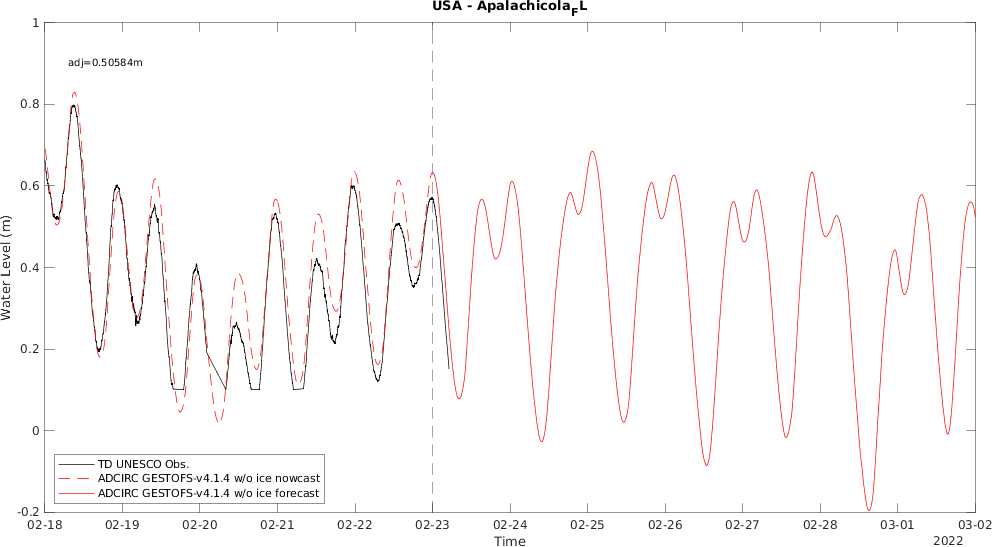 USA - Apalachicola_FL
adj=0.50584m
1
0.8
0.6
0.4
0.2
0
-0.2
Water Level (m)
TD UNESCO Obs.
ADCIRC GESTOFS-v4.1.4 w/o ice nowcast
ADCIRC GESTOFS-v4.1.4 w/o ice forecast
02-18 02-19 02-20 02-21 02-22 02-23 02-24 02-25 02-26 02-27 02-28 03-01 03-02
Time
2022